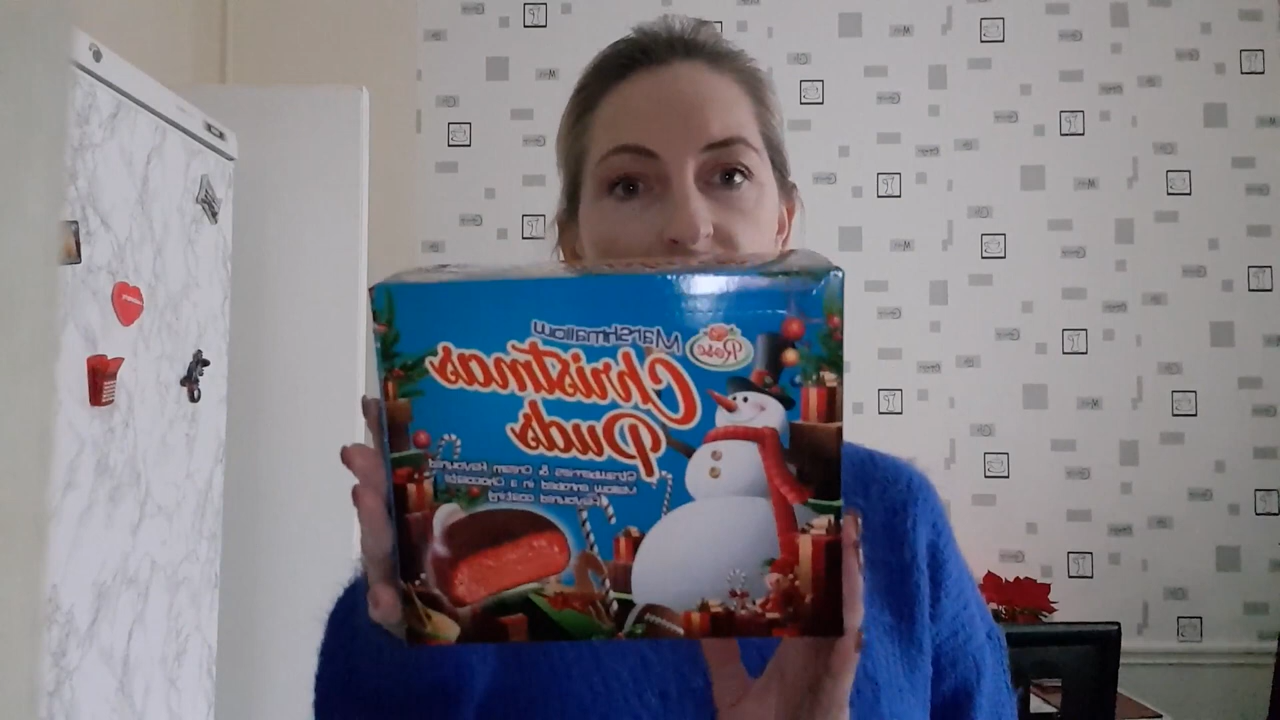 Rose
Marshmallow
Christmas
Puds
Strawberries & Cream Flavoured
Mallow enrobed in a Chocolate
Flavoured coating